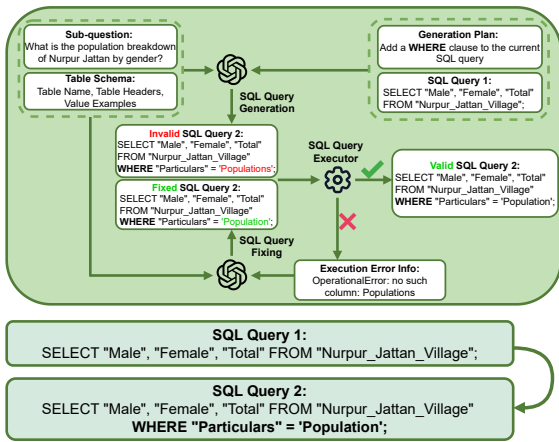 Sub-question:
What is the population breakdown
of Nurpur Jattan by gender?
Table Schema:
Table Name, Table Headers,
Value Examples
SQL Query
Generation
Generation Plan:
Add a WHERE clause to the current
SQL query
SQL Query 1:
SELECT "Male", "Female", "Total"
FROM "Nurpur_Jattan_Village";
Invalid SQL Query 2:
SELECT "Male", "Female", "Total"
FROM "Nurpur_Jattan_Village"
WHERE "Particulars" = 'Populations';
Fixed SQL Query 2:
SELECT "Male", "Female", "Total"
FROM "Nurpur_Jattan_Village"
WHERE "Particulars" = 'Population';
SQL Query
Executor
Valid SQL Query 2:
SELECT "Male", "Female", "Total"
FROM "Nurpur_Jattan_Village"
WHERE "Particulars" = 'Population';
SQL Query
Fixing
Execution Error Info:
OperationalError: no such
column: Populations
SQL Query 1:
SELECT "Male", "Female", "Total" FROM "Nurpur_Jattan_Village";
SQL Query 2:
SELECT "Male", "Female", "Total" FROM "Nurpur_Jattan_Village"
WHERE "Particulars" = 'Population';